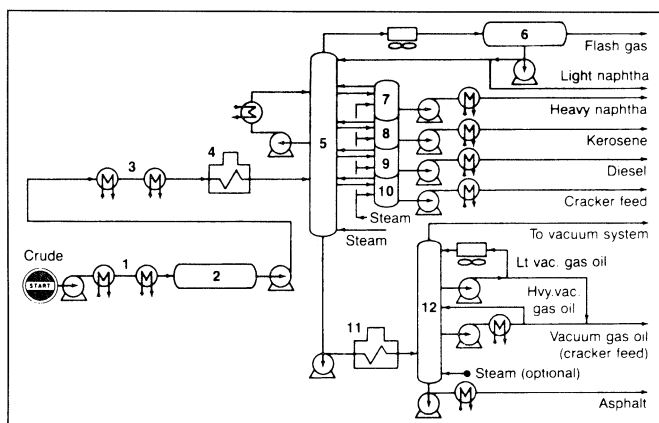 6
Flash gas
Light naphtha
7
Heavy naphtha
8
Kerosene
5
4
9
Diesel
3
10
Cracker feed
Steam
Steam
To vacuum system
Crude
START
1
2
Lt vac. gas oil
Hvy. vac.
gas oil
12
11
Vacuum gas oil
(cracker feed)
Steam (optional)
Asphalt